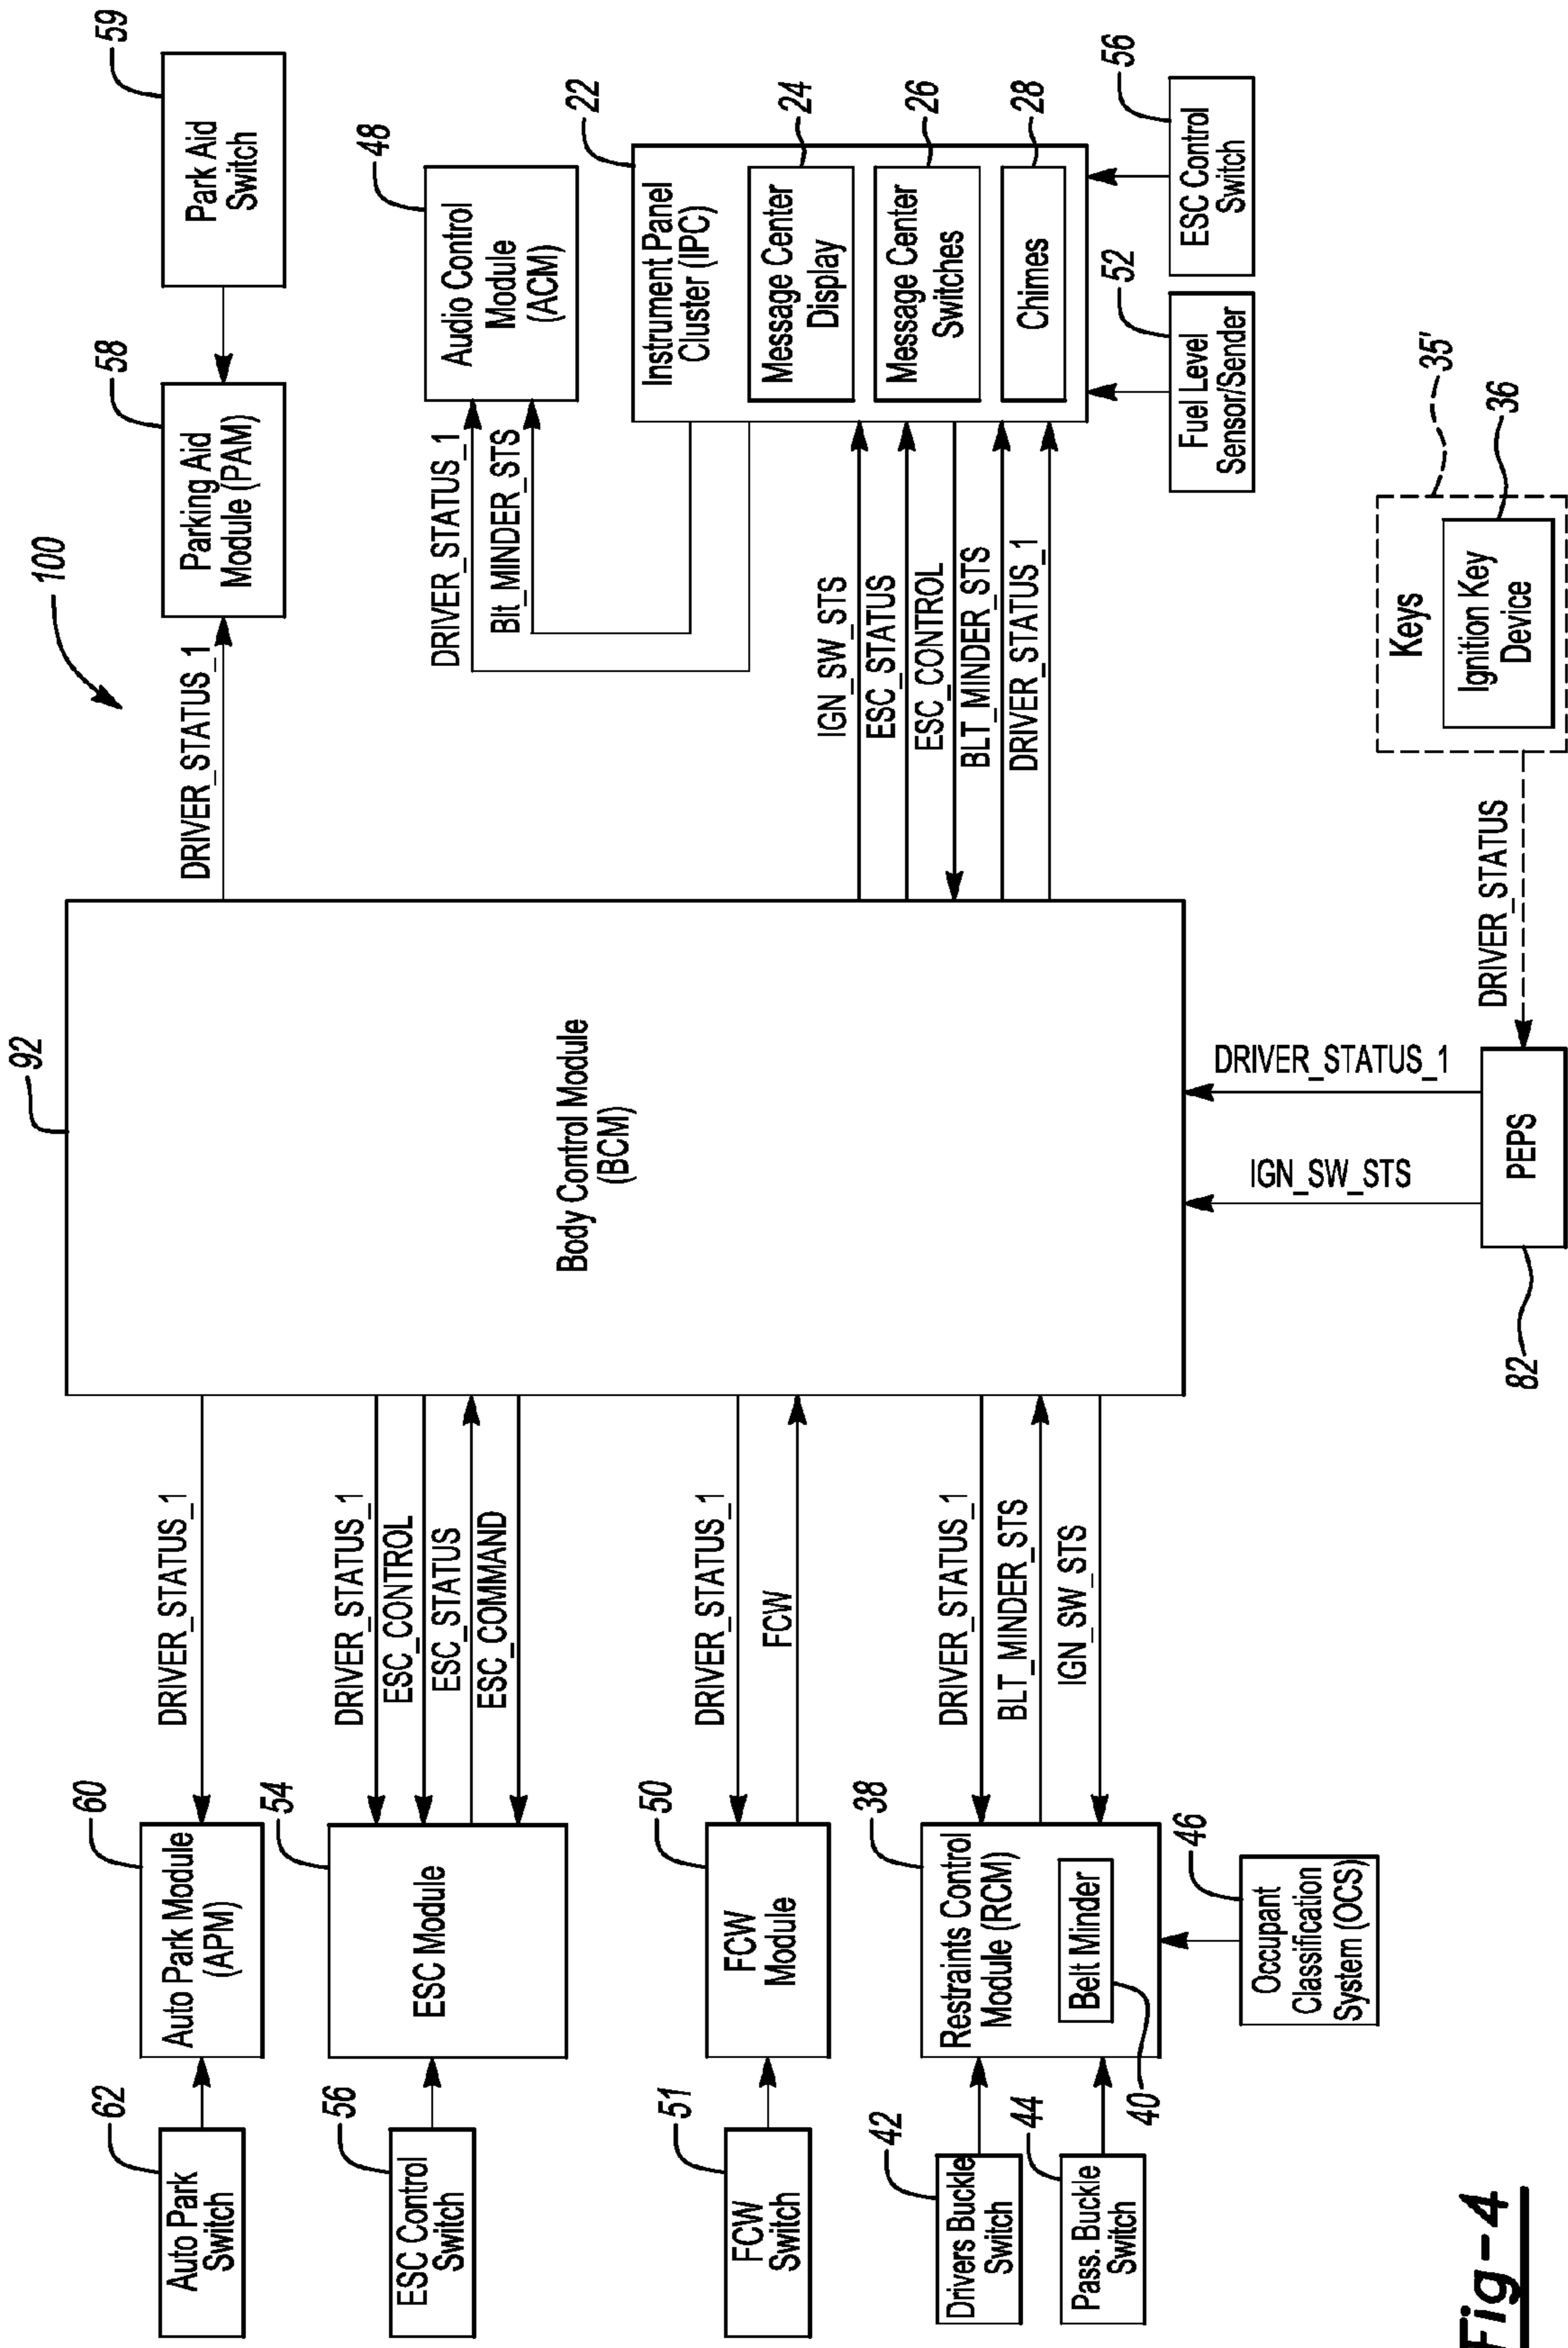 100
62
Auto Park
Switch
60
Auto Park Module
(APM)
DRIVER_STATUS_1
92
Body Control Module
(BCM)
DRIVER_STATUS_1
58
Parking Aid
Module (PAM)
59
Park Aid
Switch
56
ESC Control
Switch
54
ESC Module
DRIVER_STATUS_1
ESC_CONTROL
ESC_STATUS
ESC_COMMAND
48
Audio Control
Module
(ACM)
DRIVER_STATUS_1
Blt_MINDER_STS
51
FCW
Switch
50
FCW
Module
DRIVER_STATUS_1
FCW
22
Instrument Panel
Cluster (IPC)
24
Message Center
Display
26
Message Center
Switches
28
Chimes
IGN_SW_STS
ESC_STATUS
ESC_CONTROL
BLT_MINDER_STS
DRIVER_STATUS_1
42
Drivers Buckle
Switch
44
Pass. Buckle
Switch
38
Restraints Control
Module (RCM)
Belt Minder
40
DRIVER_STATUS_1
BLT_MINDER_STS
IGN_SW_STS
46
Occupant
Classification
System (OCS)
52
Fuel Level
Sensor/Sender
56
ESC Control
Switch
IGN_SW_STS
DRIVER_STATUS_1
82
PEPS
DRIVER_STATUS
35'
Keys
36
Ignition Key
Device
Fig-4